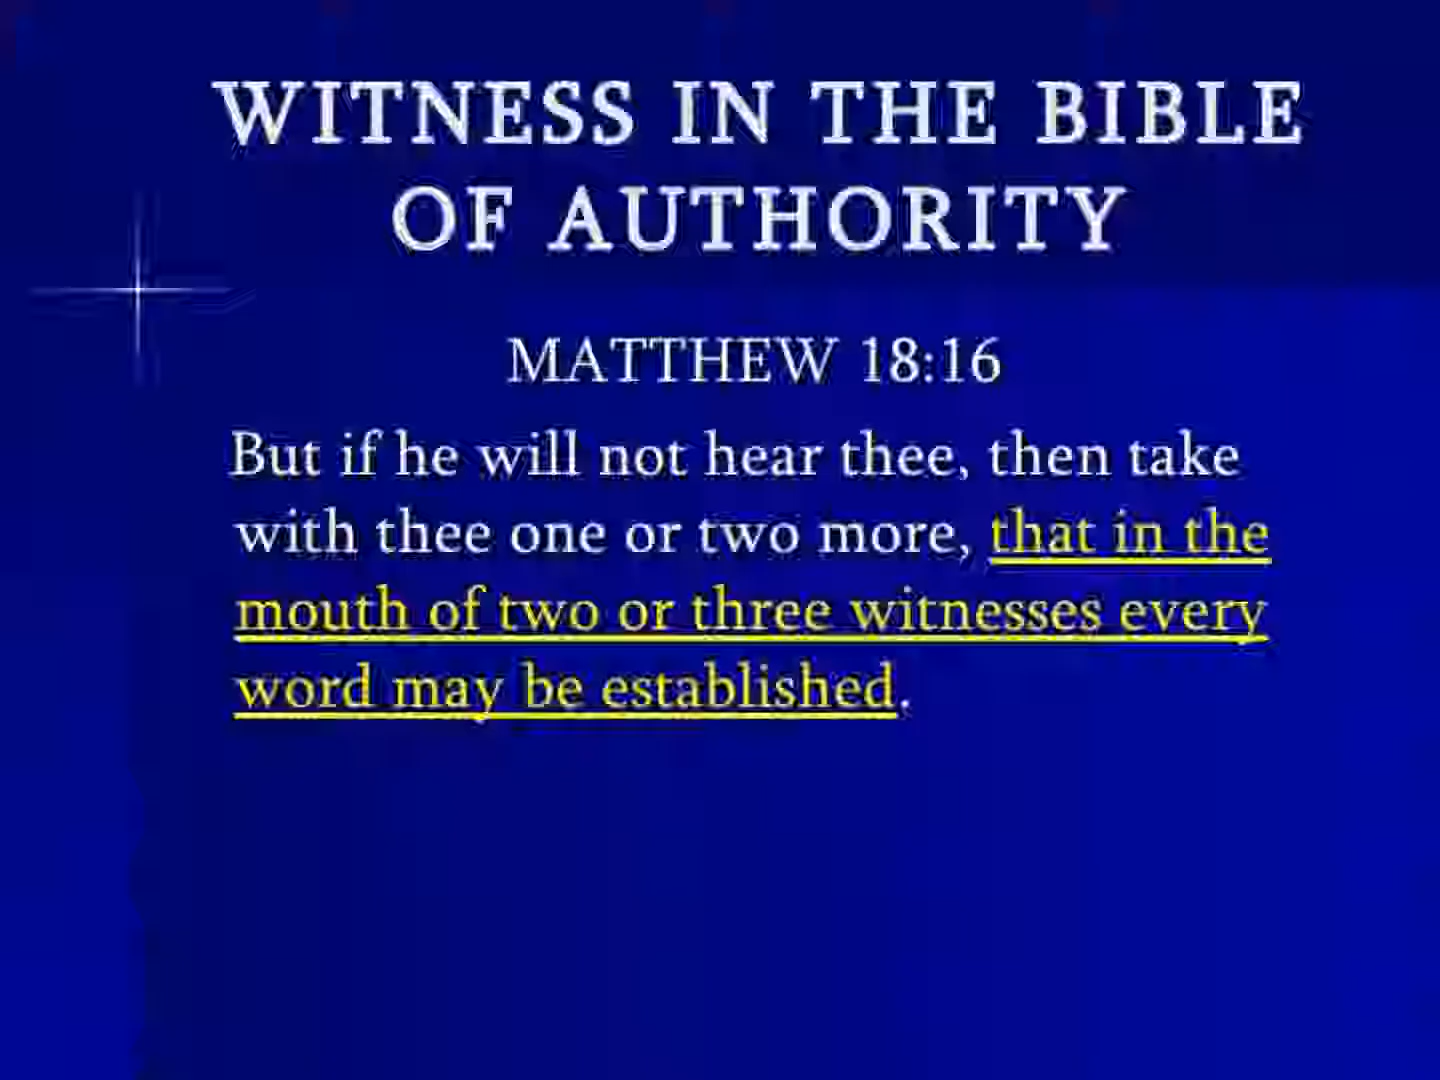 WITNESS IN THE BIBLE
OF AUTHORITY
MATTHEW 18:16
But if he will not hear thee, then take
with thee one or two more, that in the
mouth of two or three witnesses every
word may be established.